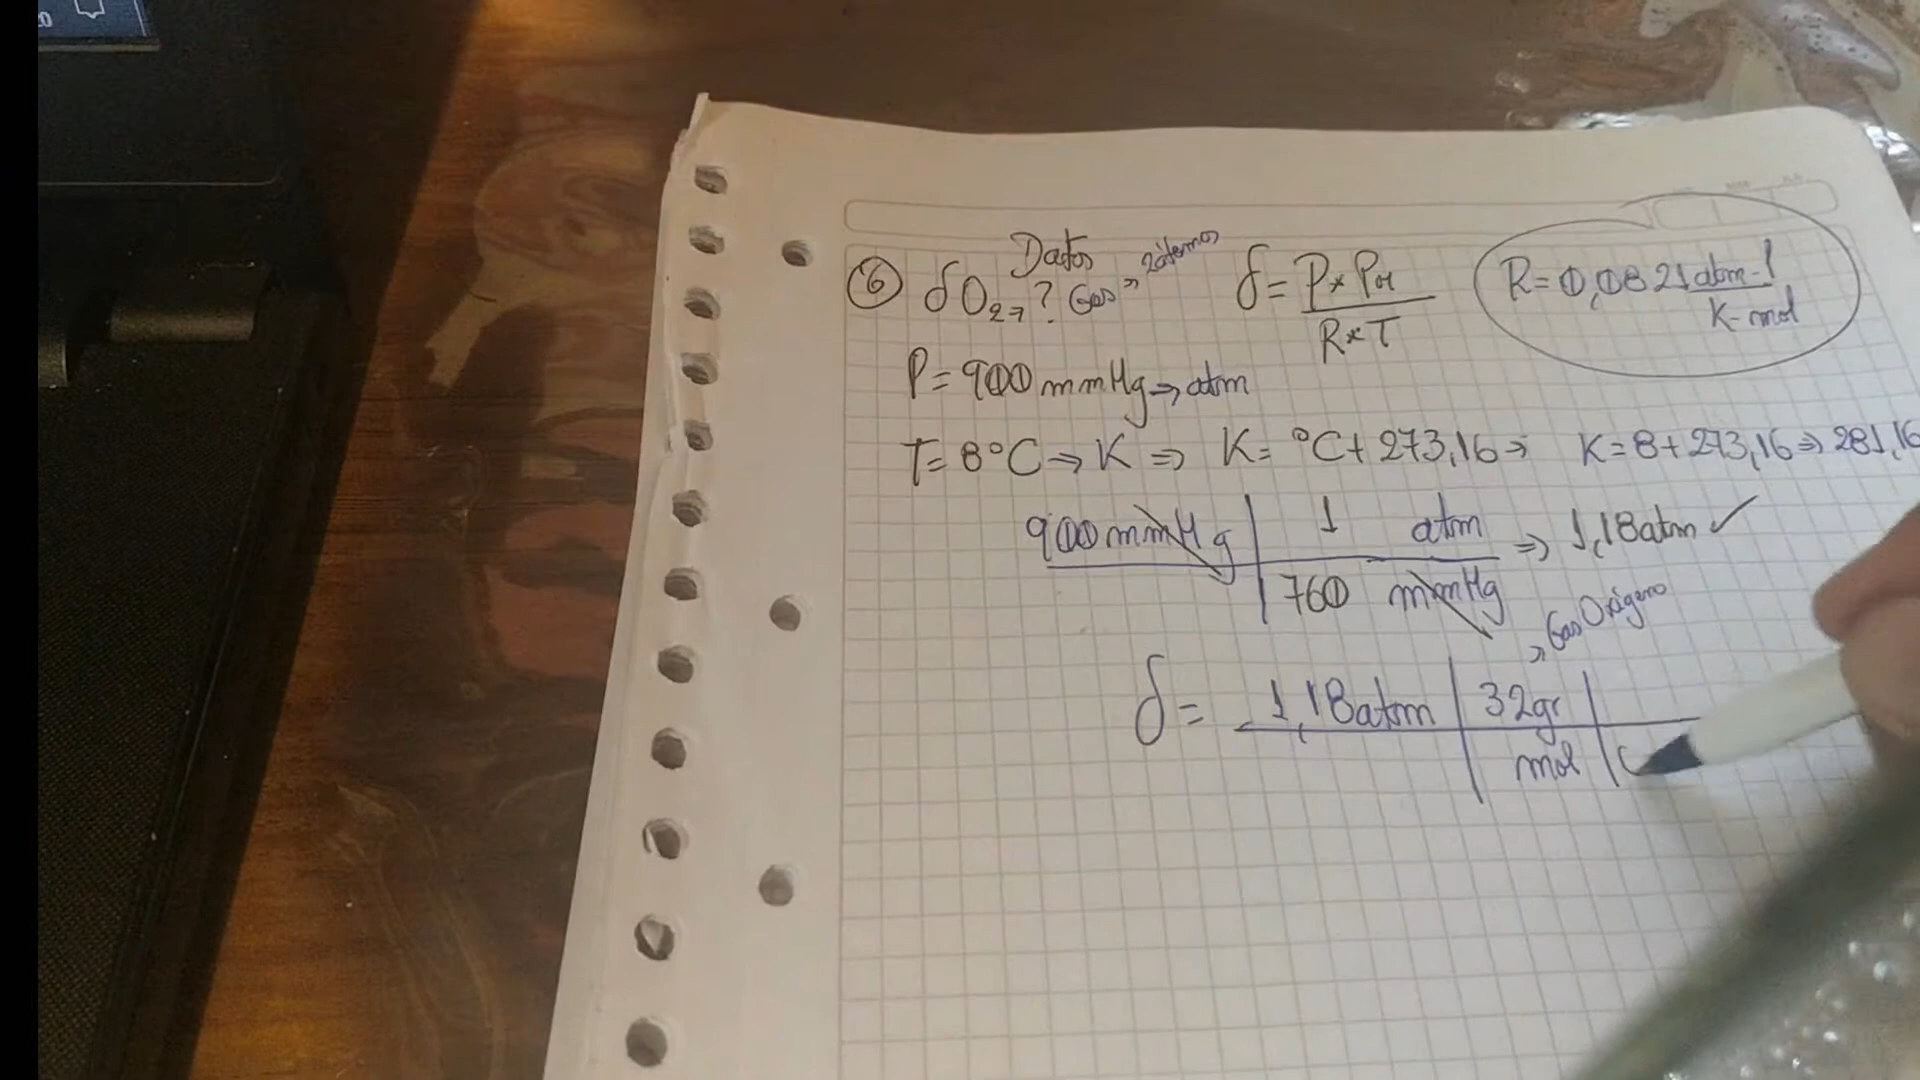 Datos
⑥ δO₂→? Gas → 2átomos δ = P×PM / R×T R = 0,0821 atm-l / K-mol
P = 900 mmHg → atm
T = 8°C → K ⇒ K = °C + 273,16 → K = 8 + 273,16 ⇒ 281,16
900 mmHg | 1 atm / 760 mmHg ⇒ 1,18 atm ✓
→ Gas Oxígeno
δ = 1,18 atm | 32 gr |
mol |